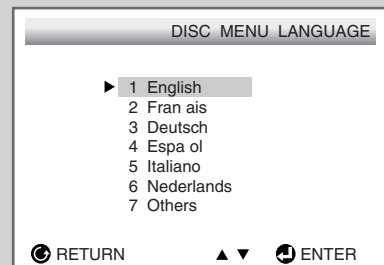 DISC MENU LANGUAGE
1 English
2 Fran ais
3 Deutsch
4 Espa ol
5 Italiano
6 Nederlands
7 Others
RETURN ▲ ▼ ENTER